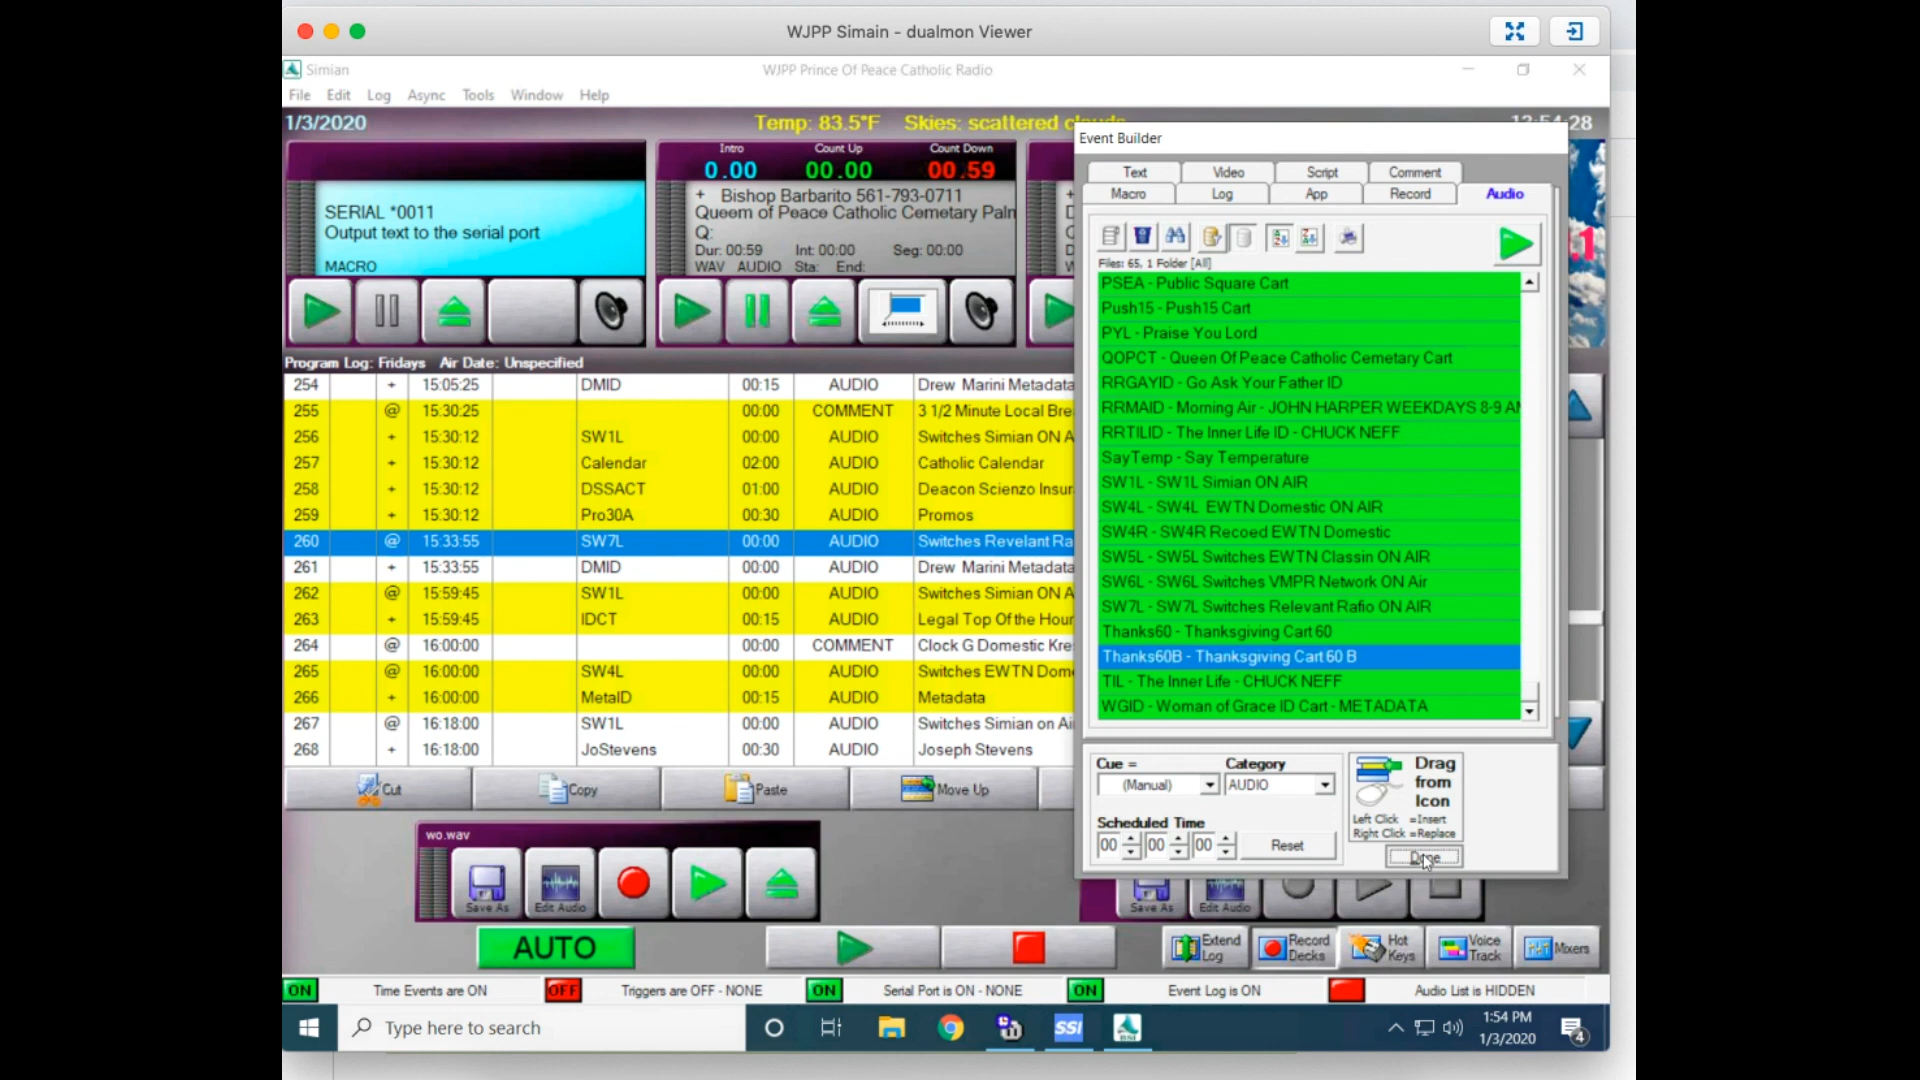 WJPP Simain - dualmon Viewer
Simian
WJPP Prince Of Peace Catholic Radio
File Edit Log Async Tools Window Help
1/3/2020
Temp: 83.5°F Skies: scattered
Event Builder
Text Video Script Comment
Macro Log App Record Audio
Files: 65, 1 Folder [All]
PSEA - Public Square Cart
Push15 - Push15 Cart
PYL - Praise You Lord
QOPCT - Queen Of Peace Catholic Cemetary Cart
RRGAYID - Go Ask Your Father ID
RRMAID - Morning Air - JOHN HARPER WEEKDAYS 8-9
RRTILID - The Inner Life ID - CHUCK NEFF
SayTemp - Say Temperature
SW1L - SW1L Simian ON AIR
SW4L - SW4L EWTN Domestic ON AIR
SW4R - SW4R Recoed EWTN Domestic
SW5L - SW5L Switches EWTN Classin ON AIR
SW6L - SW6L Switches VMPR Network ON Air
SW7L - SW7L Switches Relevant Rafio ON AIR
Thanks60 - Thanksgiving Cart 60
Thanks60B - Thanksgiving Cart 60 B
TIL - The Inner Life - CHUCK NEFF
WGID - Woman of Grace ID Cart - METADATA
Cue = Category
(Manual) AUDIO
Scheduled Time
00 00 00 Reset
Drag
from
Icon
Left Click =Insert
Right Click =Replace
Done
SERIAL *0011
Output text to the serial port
MACRO
Intro Count Up Count Down
0.00 00.00 00.59
+ Bishop Barbarito 561-793-0711
Queem of Peace Catholic Cemetary
Q:
Dur: 00:59 Int: 00:00 Seg: 00:00
WAV AUDIO Sta: End:
Program Log: Fridays Air Date: Unspecified
254 + 15:05:25 DMID 00:15 AUDIO Drew Marini Metadata
255 @ 15:30:25 00:00 COMMENT 3 1/2 Minute Local
256 + 15:30:12 SW1L 00:00 AUDIO Switches Simian ON
257 + 15:30:12 Calendar 02:00 AUDIO Catholic Calendar
258 + 15:30:12 DSSACT 01:00 AUDIO Deacon Scienzo
259 + 15:30:12 Pro30A 00:30 AUDIO Promos
260 @ 15:33:55 SW7L 00:00 AUDIO Switches Revelant
261 + 15:33:55 DMID 00:00 AUDIO Drew Marini Metadata
262 @ 15:59:45 SW1L 00:00 AUDIO Switches Simian ON
263 + 15:59:45 IDCT 00:15 AUDIO Legal Top Of the Hour
264 @ 16:00:00 00:00 COMMENT Clock G Domestic
265 @ 16:00:00 SW4L 00:00 AUDIO Switches EWTN
266 + 16:00:00 MetaID 00:15 AUDIO Metadata
267 @ 16:18:00 SW1L 00:00 AUDIO Switches Simian on
268 + 16:18:00 JoStevens 00:30 AUDIO Joseph Stevens
Cut Copy Paste Move Up
wo.wav
Save As Edit Audio
Save As Edit Audio
AUTO
Extend Log Record Decks Hot Keys Voice Track Mixers
ON Time Events are ON OFF Triggers are OFF - NONE ON Serial Port is ON - NONE ON Event Log is ON Audio List is HIDDEN
Type here to search
SSI
BSI
1:54 PM
1/3/2020
4